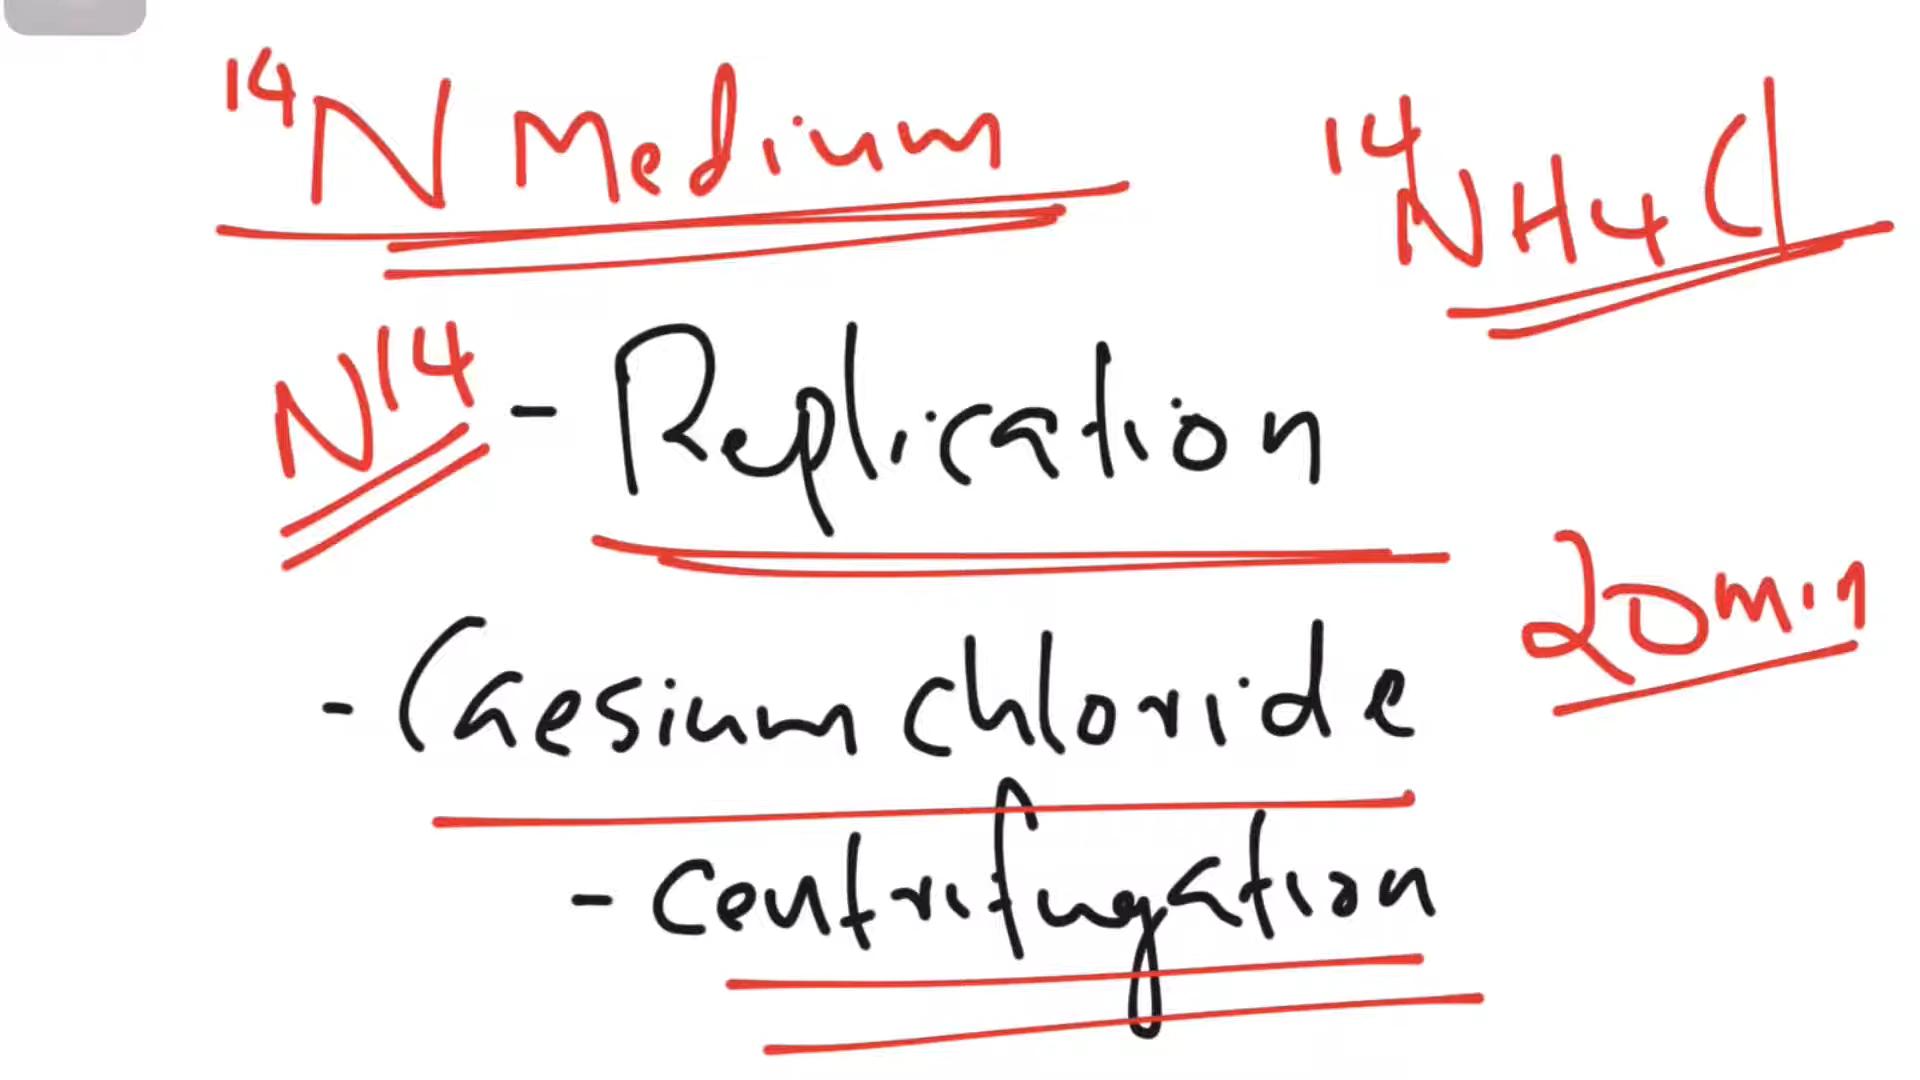 ¹⁴N Medium
¹⁴NH4Cl
N¹⁴ - Replication
20min
- Caesium chloride
- Centrifugation